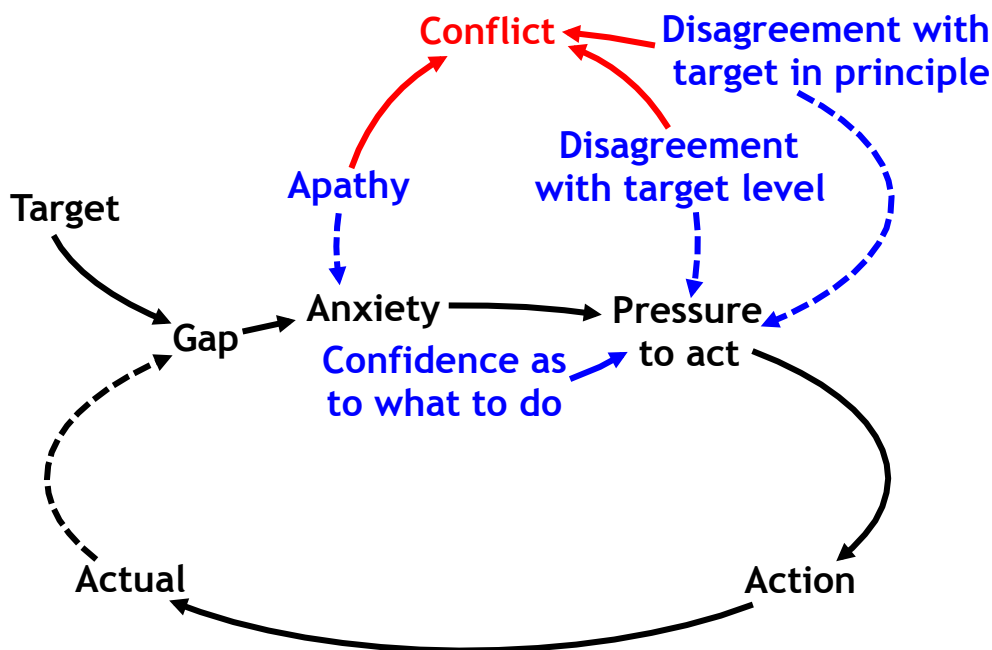 Conflict
Disagreement with
target in principle
Disagreement
with target level
Apathy
Target
Anxiety
Pressure
to act
Gap
Confidence as
to what to do
Actual
Action